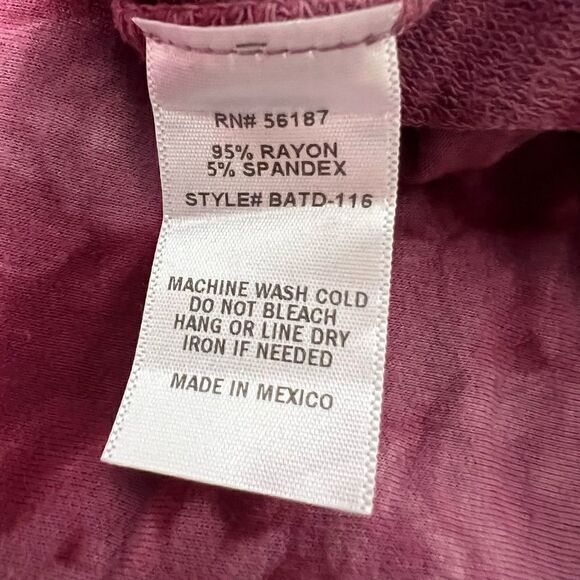 RN# 56187
95% RAYON
5% SPANDEX
STYLE# BATD-116
MACHINE WASH COLD
DO NOT BLEACH
HANG OR LINE DRY
IRON IF NEEDED
MADE IN MEXICO